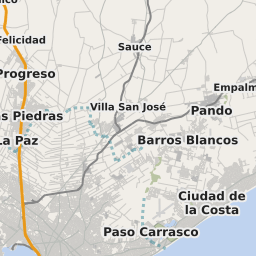 Felicidad
Sauce
Progreso
Empalm
Villa San José
Pando
as Piedras
La Paz
Barros Blancos
Ciudad de
la Costa
Paso Carrasco